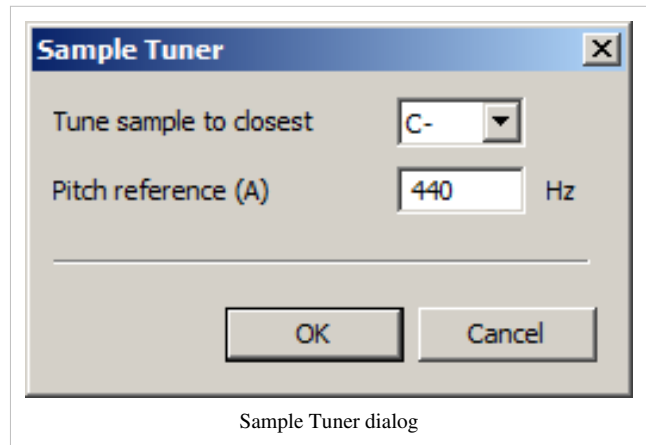 Sample Tuner
Tune sample to closest C-
Pitch reference (A) 440 Hz
OK Cancel
Sample Tuner dialog